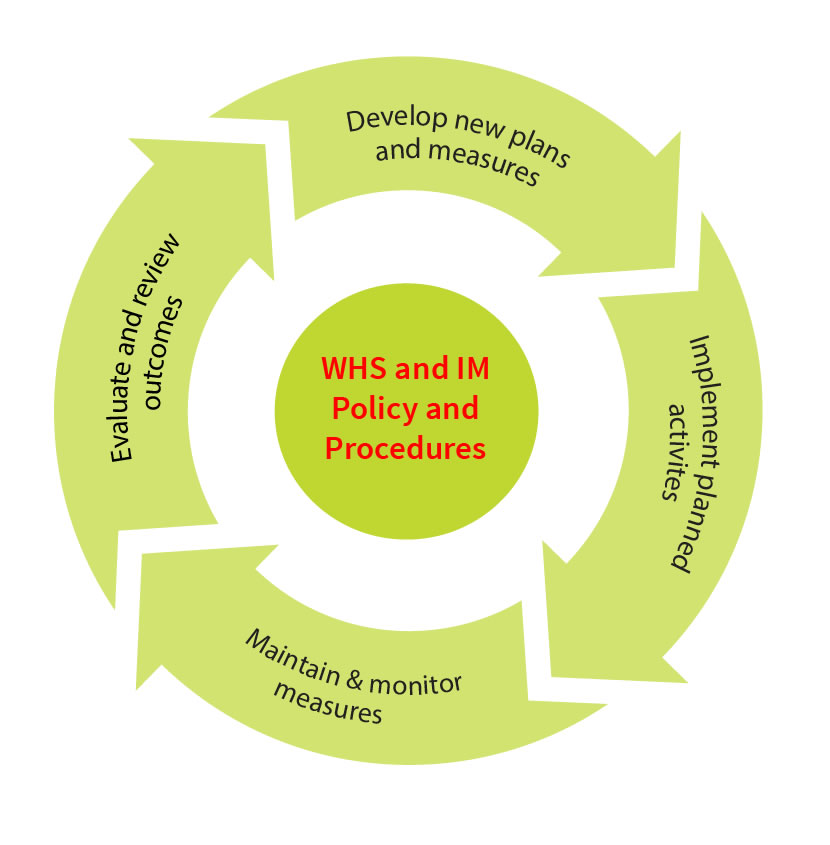 Develop new plans
and measures
Implement planned
activites
Maintain & monitor
measures
Evaluate and review
outcomes
WHS and IM
Policy and
Procedures